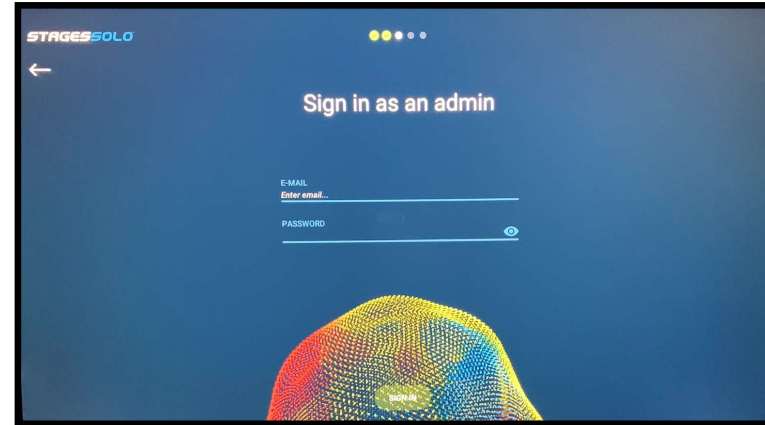 STAGESSOLO
Sign in as an admin
E-MAIL
Enter email...
PASSWORD
SIGN IN